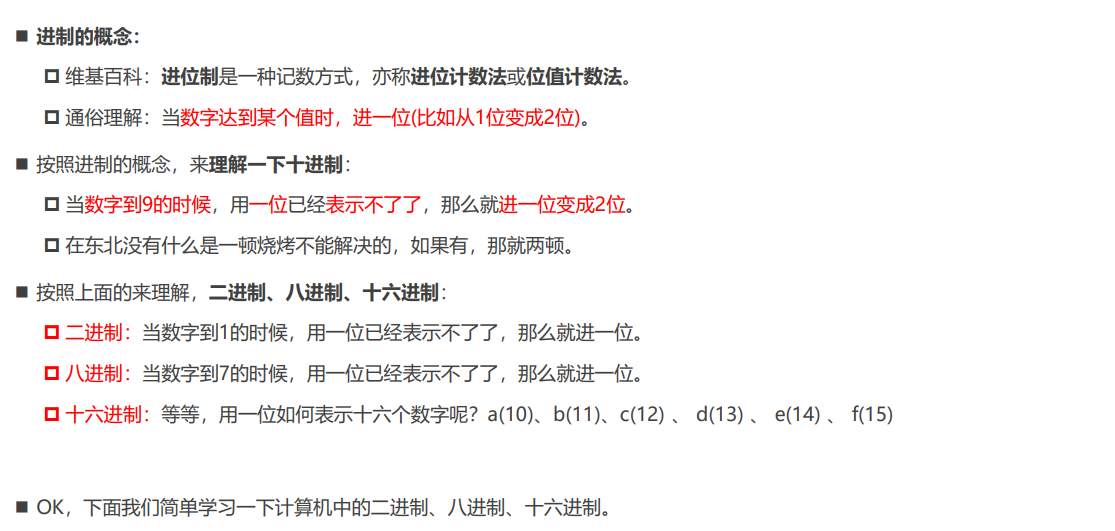 ■ 进制的概念：
维基百科：进位制是一种记数方式，亦称进位计数法或位值计数法。
通俗理解：当数字达到某个值时，进一位(比如从1位变成2位)。
■ 按照进制的概念，来理解一下十进制：
当数字到9的时候，用一位已经表示不了了，那么就进一位变成2位。
在东北没有什么是一顿烧烤不能解决的，如果有，那就两顿。
■ 按照上面的来理解，二进制、八进制、十六进制：
二进制：当数字到1的时候，用一位已经表示不了了，那么就进一位。
八进制：当数字到7的时候，用一位已经表示不了了，那么就进一位。
十六进制：等等，用一位如何表示十六个数字呢？a(10)、b(11)、c(12) 、 d(13) 、 e(14) 、 f(15)
■ OK，下面我们简单学习一下计算机中的二进制、八进制、十六进制。